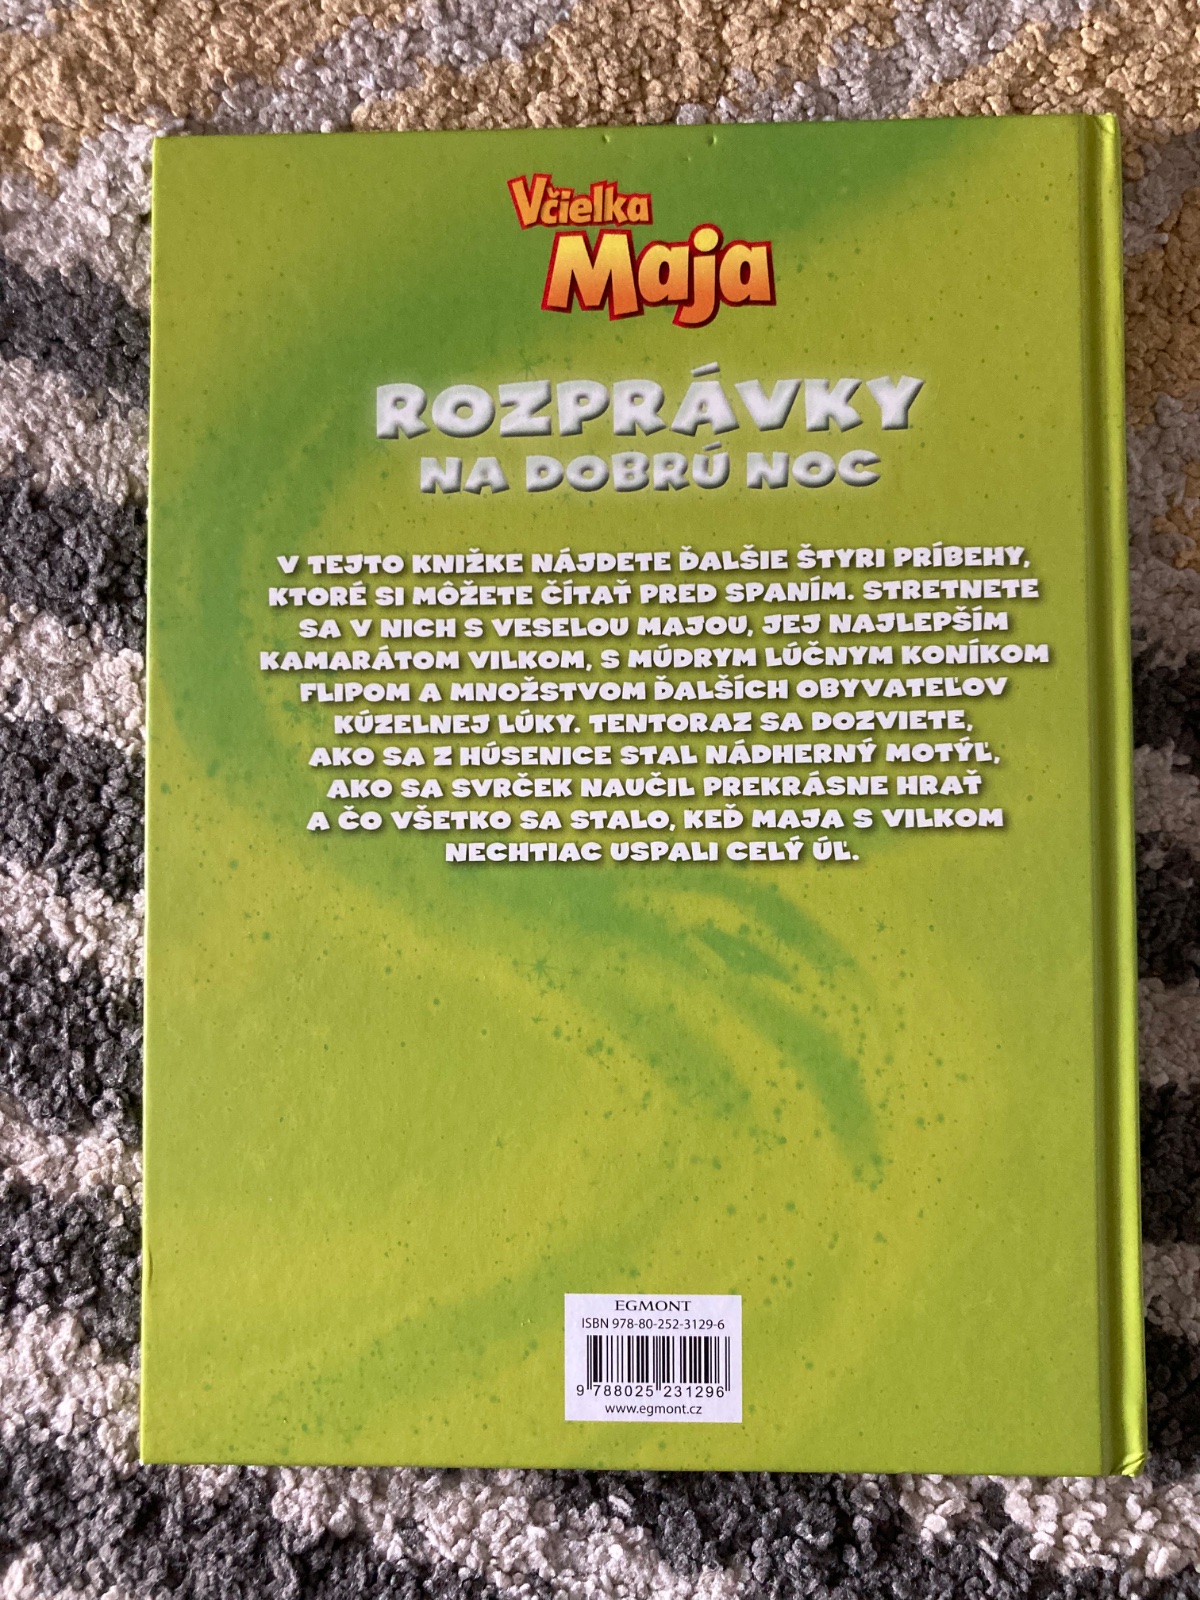 Včielka
Maja
ROZPRÁVKY
NA DOBRÚ NOC
V TEJTO KNIŽKE NÁJDETE ĎALŠIE ŠTYRI PRÍBEHY,
KTORÉ SI MÔŽETE ČÍTAŤ PRED SPANÍM. STRETNETE
SA V NICH S VESELOU MAJOU, JEJ NAJLEPŠÍM
KAMARÁTOM VILKOM, S MÚDRYM LÚČNYM KONÍKOM
FLIPOM A MNOŽSTVOM ĎALŠÍCH OBYVATEĽOV
KÚZELNEJ LÚKY. TENTORAZ SA DOZVIETE,
AKO SA Z HÚSENICE STAL NÁDHERNÝ MOTÝĽ,
AKO SA SVRČEK NAUČIL PREKRÁSNE HRAŤ
A ČO VŠETKO SA STALO, KEĎ MAJA S VILKOM
NECHTIAC USPALI CELÝ ÚĽ.
EGMONT
ISBN 978-80-252-3129-6
9 788025 231296
www.egmont.cz